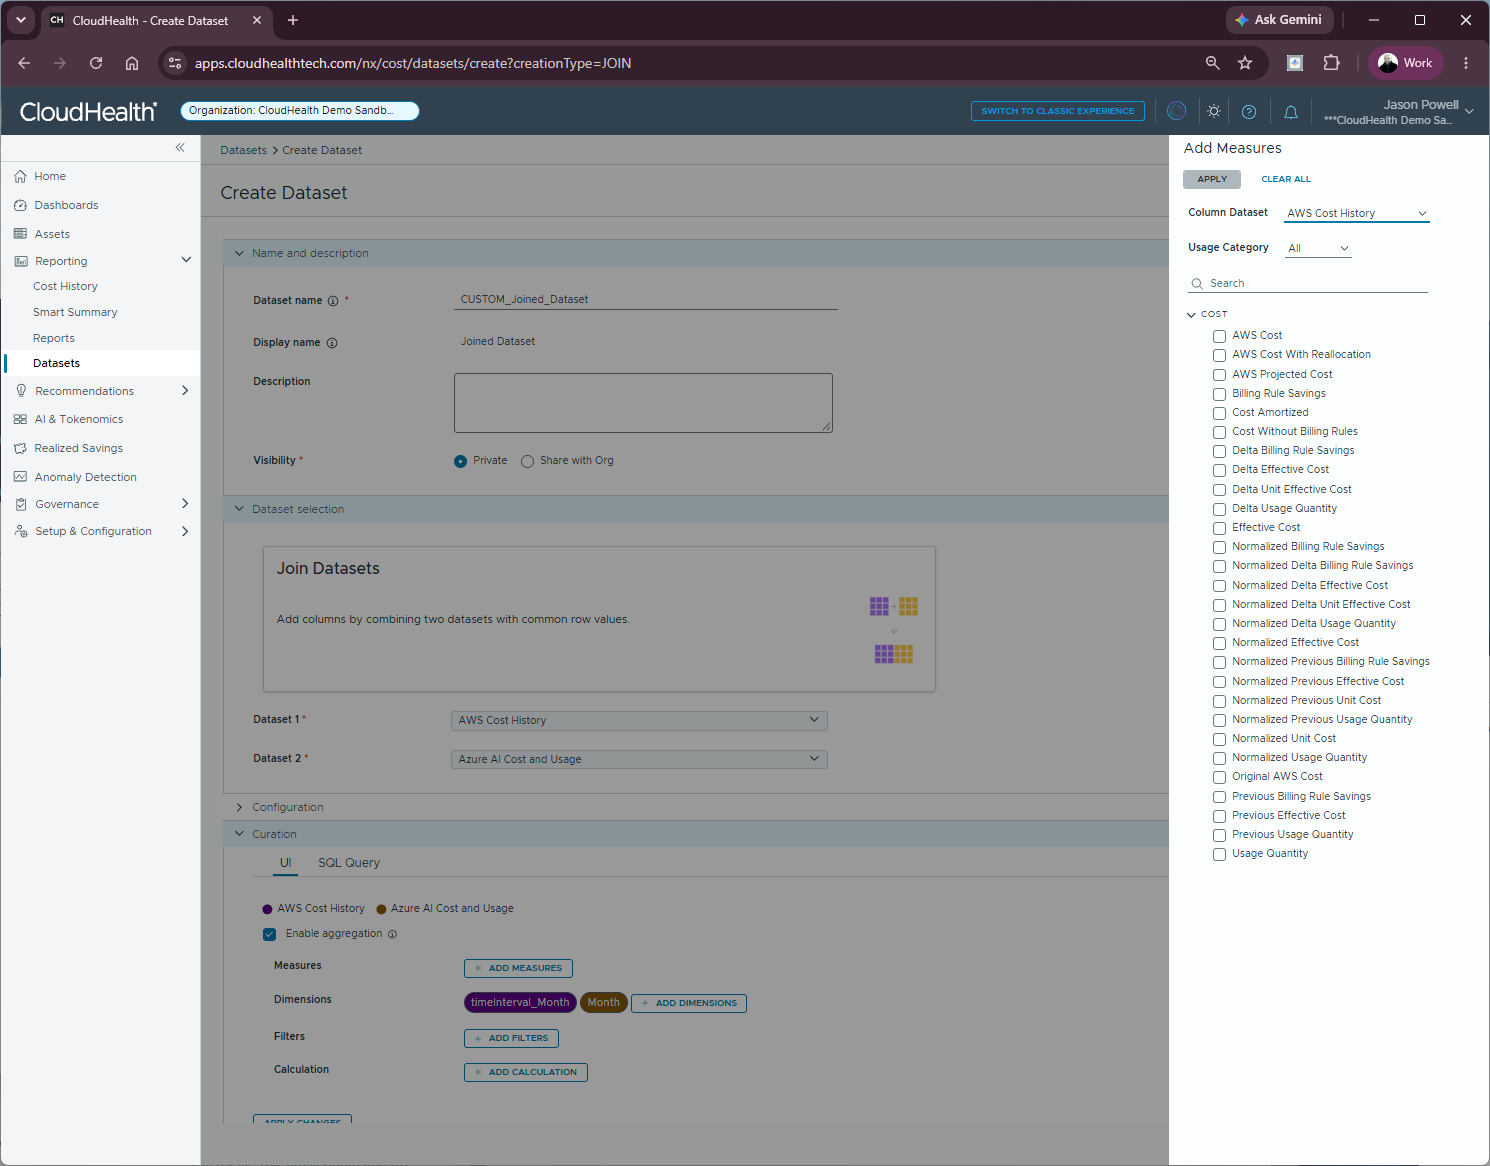 CH CloudHealth - Create Dataset
Ask Gemini
apps.cloudhealthtech.com/nx/cost/datasets/create?creationType=JOIN
Work
CloudHealth
Organization: CloudHealth Demo Sandb...
SWITCH TO CLASSIC EXPERIENCE
Jason Powell
***CloudHealth Demo Sa...
Home
Dashboards
Assets
Reporting
Cost History
Smart Summary
Reports
Datasets
Recommendations
AI & Tokenomics
Realized Savings
Anomaly Detection
Governance
Setup & Configuration
Datasets > Create Dataset
Create Dataset
Name and description
Dataset name * CUSTOM_Joined_Dataset
Display name Joined Dataset
Description
Visibility * Private Share with Org
Dataset selection
Join Datasets
Add columns by combining two datasets with common row values.
Dataset 1 * AWS Cost History
Dataset 2 * Azure AI Cost and Usage
Configuration
Curation
UI SQL Query
AWS Cost History Azure AI Cost and Usage
Enable aggregation
Measures + ADD MEASURES
Dimensions timeInterval_Month Month + ADD DIMENSIONS
Filters + ADD FILTERS
Calculation + ADD CALCULATION
APPLY CHANGES
Add Measures
APPLY CLEAR ALL
Column Dataset AWS Cost History
Usage Category All
Search
COST
AWS Cost
AWS Cost With Reallocation
AWS Projected Cost
Billing Rule Savings
Cost Amortized
Cost Without Billing Rules
Delta Billing Rule Savings
Delta Effective Cost
Delta Unit Effective Cost
Delta Usage Quantity
Effective Cost
Normalized Billing Rule Savings
Normalized Delta Billing Rule Savings
Normalized Delta Effective Cost
Normalized Delta Unit Effective Cost
Normalized Delta Usage Quantity
Normalized Effective Cost
Normalized Previous Billing Rule Savings
Normalized Previous Effective Cost
Normalized Previous Unit Cost
Normalized Previous Usage Quantity
Normalized Unit Cost
Normalized Usage Quantity
Original AWS Cost
Previous Billing Rule Savings
Previous Effective Cost
Previous Usage Quantity
Usage Quantity